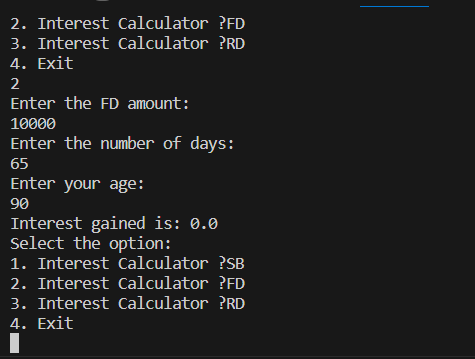 2. Interest Calculator ?FD
3. Interest Calculator ?RD
4. Exit
2
Enter the FD amount:
10000
Enter the number of days:
65
Enter your age:
90
Interest gained is: 0.0
Select the option:
1. Interest Calculator ?SB
2. Interest Calculator ?FD
3. Interest Calculator ?RD
4. Exit